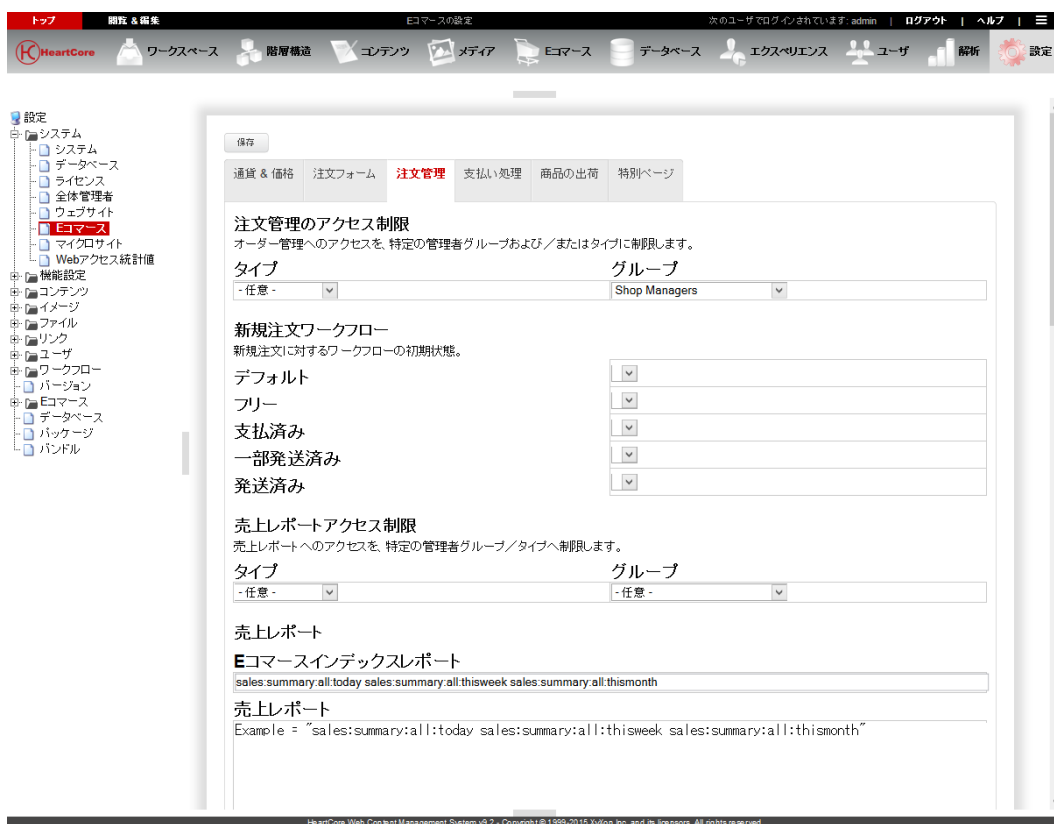 トップ 閲覧 & 編集 Eコマースの設定 次のユーザでログインされています: admin | ログアウト | ヘルプ |
HeartCore ワークスペース 階層構造 コンテンツ メディア Eコマース データベース エクスペリエンス ユーザ 解析 設定
設定
システム
システム
データベース
ライセンス
全体管理者
ウェブサイト
Eコマース
マイクロサイト
Webアクセス統計値
機能設定
コンテンツ
イメージ
ファイル
リンク
ユーザ
ワークフロー
バージョン
Eコマース
データベース
パッケージ
バンドル
保存
通貨 & 価格 注文フォーム 注文管理 支払い処理 商品の出荷 特別ページ
注文管理のアクセス制限
オーダー管理へのアクセスを、特定の管理者グループおよび/またはタイプに制限します。
タイプ グループ
- 任意 - Shop Managers
新規注文ワークフロー
新規注文に対するワークフローの初期状態。
デフォルト
フリー
支払済み
一部発送済み
発送済み
売上レポートアクセス制限
売上レポートへのアクセスを、特定の管理者グループ/タイプへ制限します。
タイプ グループ
- 任意 - - 任意 -
売上レポート
Eコマースインデックスレポート
sales:summary:all:today sales:summary:all:thisweek sales:summary:all:thismonth
売上レポート
Example = "sales:summary:all:today sales:summary:all:thisweek sales:summary:all:thismonth"
HeartCore Web Content Management System v9.2 - Copyright © 1999-2015 XyXon Inc. and its licensors. All rights reserved.